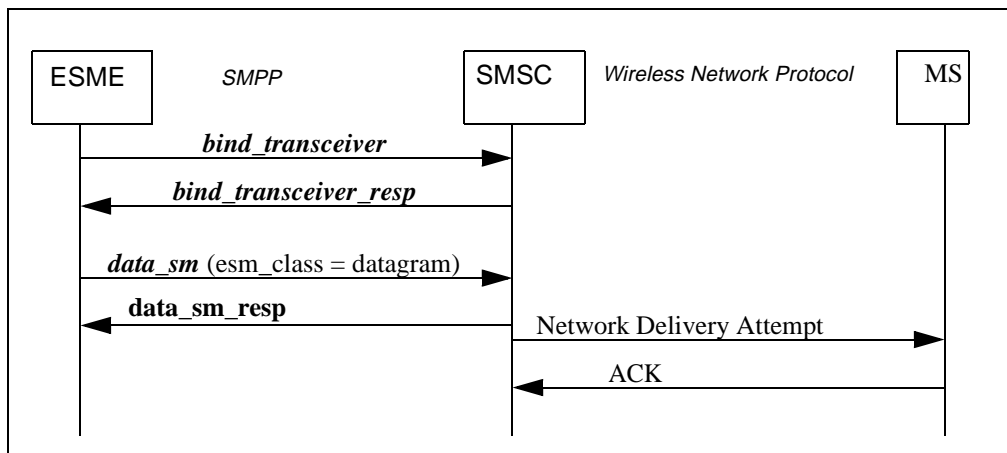 ESME SMPP SMSC Wireless Network Protocol MS
bind_transceiver
bind_transceiver_resp
data_sm (esm_class = datagram)
data_sm_resp
Network Delivery Attempt
ACK